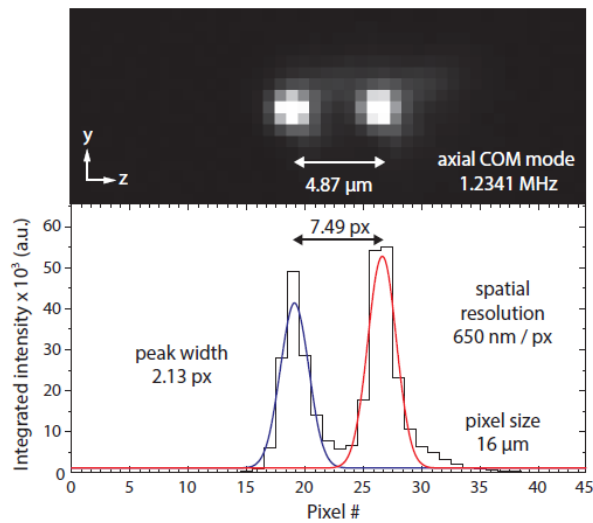 y
z
4.87 µm
axial COM mode
1.2341 MHz
Integrated intensity x 10³ (a.u.)
60
50
40
30
20
10
0
7.49 px
peak width
2.13 px
spatial
resolution
650 nm / px
pixel size
16 µm
0 5 10 15 20 25 30 35 40 45
Pixel #